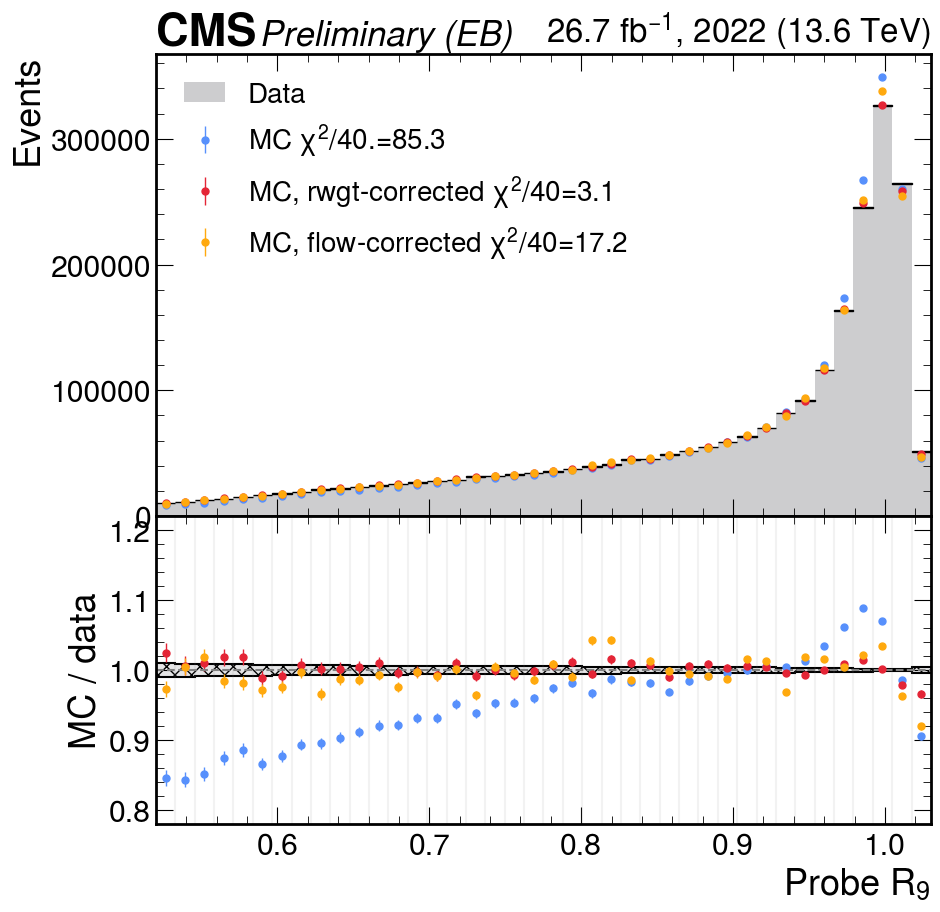 CMS Preliminary (EB) 26.7 fb⁻¹, 2022 (13.6 TeV)
Events
Data
MC χ²/40.=85.3
MC, rwgt-corrected χ²/40=3.1
MC, flow-corrected χ²/40=17.2
300000
200000
100000
0
MC / data
1.2
1.1
1.0
0.9
0.8
0.6 0.7 0.8 0.9 1.0
Probe R₉